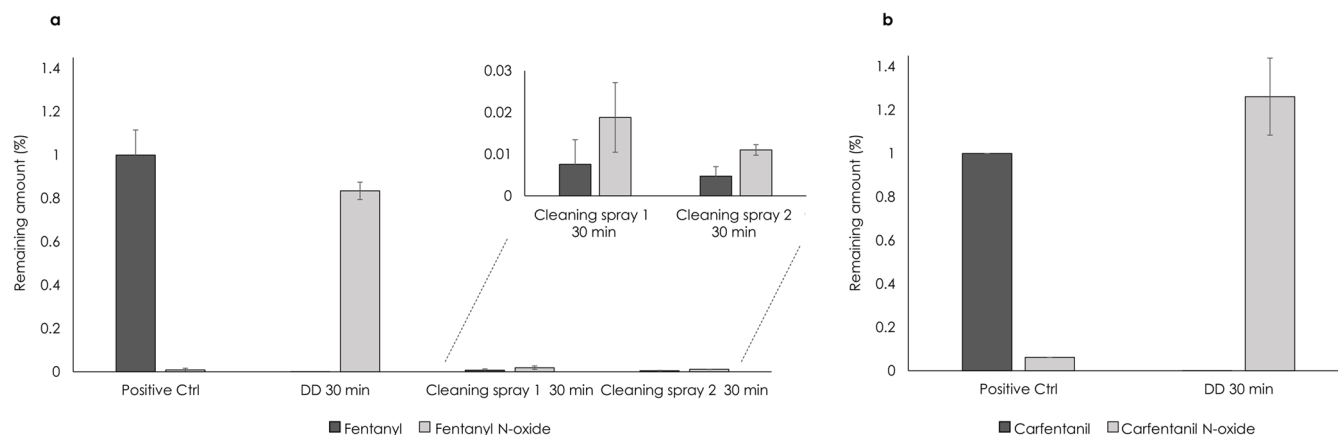 a
Remaining amount (%)
1.4
1.2
1
0.8
0.6
0.4
0.2
0
Positive Ctrl
DD 30 min
Cleaning spray 1 30 min
Cleaning spray 2 30 min
0.03
0.02
0.01
0
Cleaning spray 1
30 min
Cleaning spray 2
30 min
Fentanyl
Fentanyl N-oxide
b
Remaining amount (%)
1.4
1.2
1
0.8
0.6
0.4
0.2
0
Positive Ctrl
DD 30 min
Carfentanil
Carfentanil N-oxide